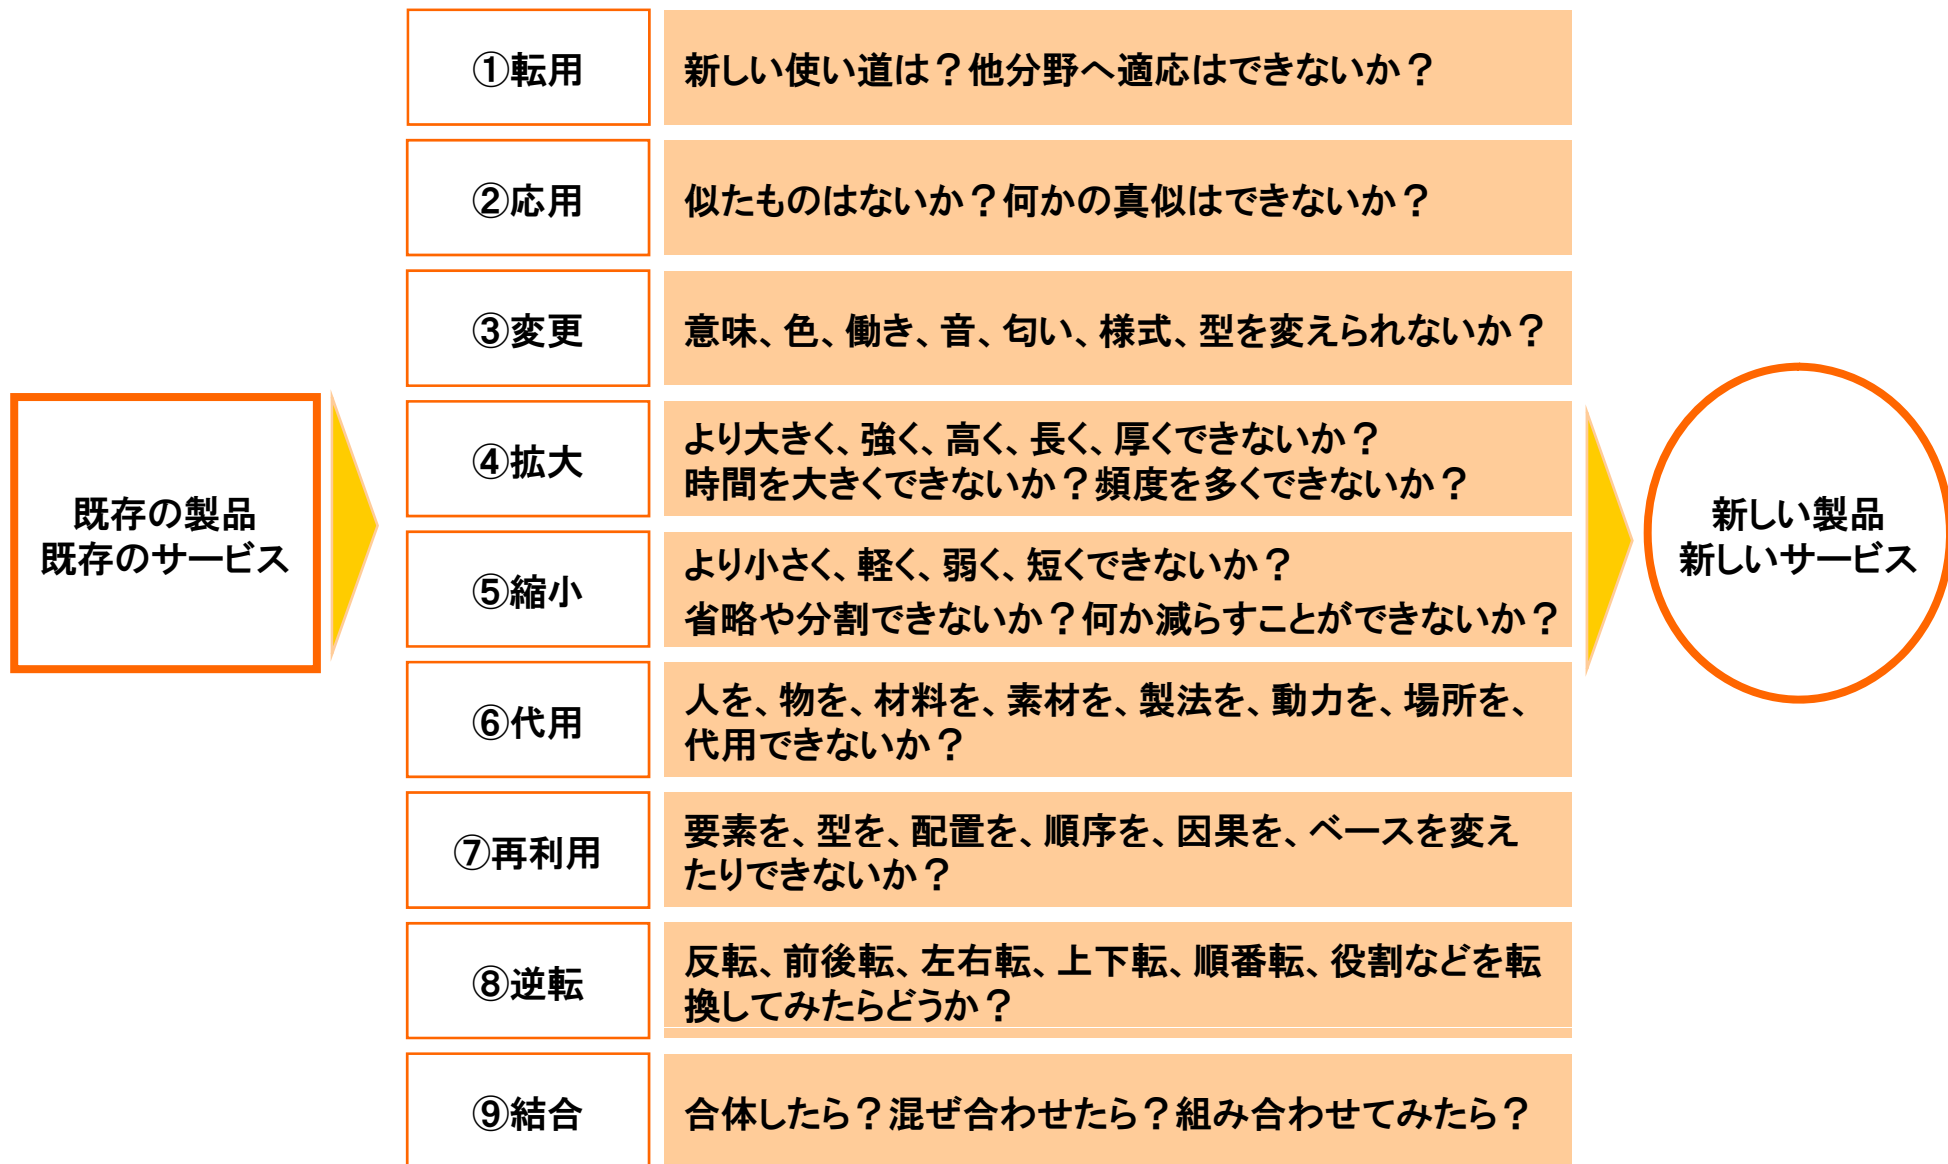 既存の製品
既存のサービス
①転用
新しい使い道は？他分野へ適応はできないか？
②応用
似たものはないか？何かの真似はできないか？
③変更
意味、色、働き、音、匂い、様式、型を変えられないか？
④拡大
より大きく、強く、高く、長く、厚くできないか？
時間を大きくできないか？頻度を多くできないか？
⑤縮小
より小さく、軽く、弱く、短くできないか？
省略や分割できないか？何か減らすことができないか？
⑥代用
人を、物を、材料を、素材を、製法を、動力を、場所を、
代用できないか？
⑦再利用
要素を、型を、配置を、順序を、因果を、ベースを変え
たりできないか？
⑧逆転
反転、前後転、左右転、上下転、順番転、役割などを転
換してみたらどうか？
⑨結合
合体したら？混ぜ合わせたら？組み合わせてみたら？
新しい製品
新しいサービス